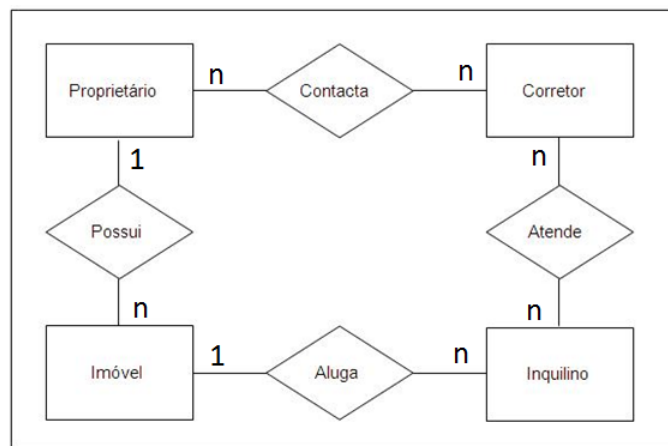 Proprietário n Contacta n Corretor
1 n
Possui Atende
n n
Imóvel 1 Aluga n Inquilino